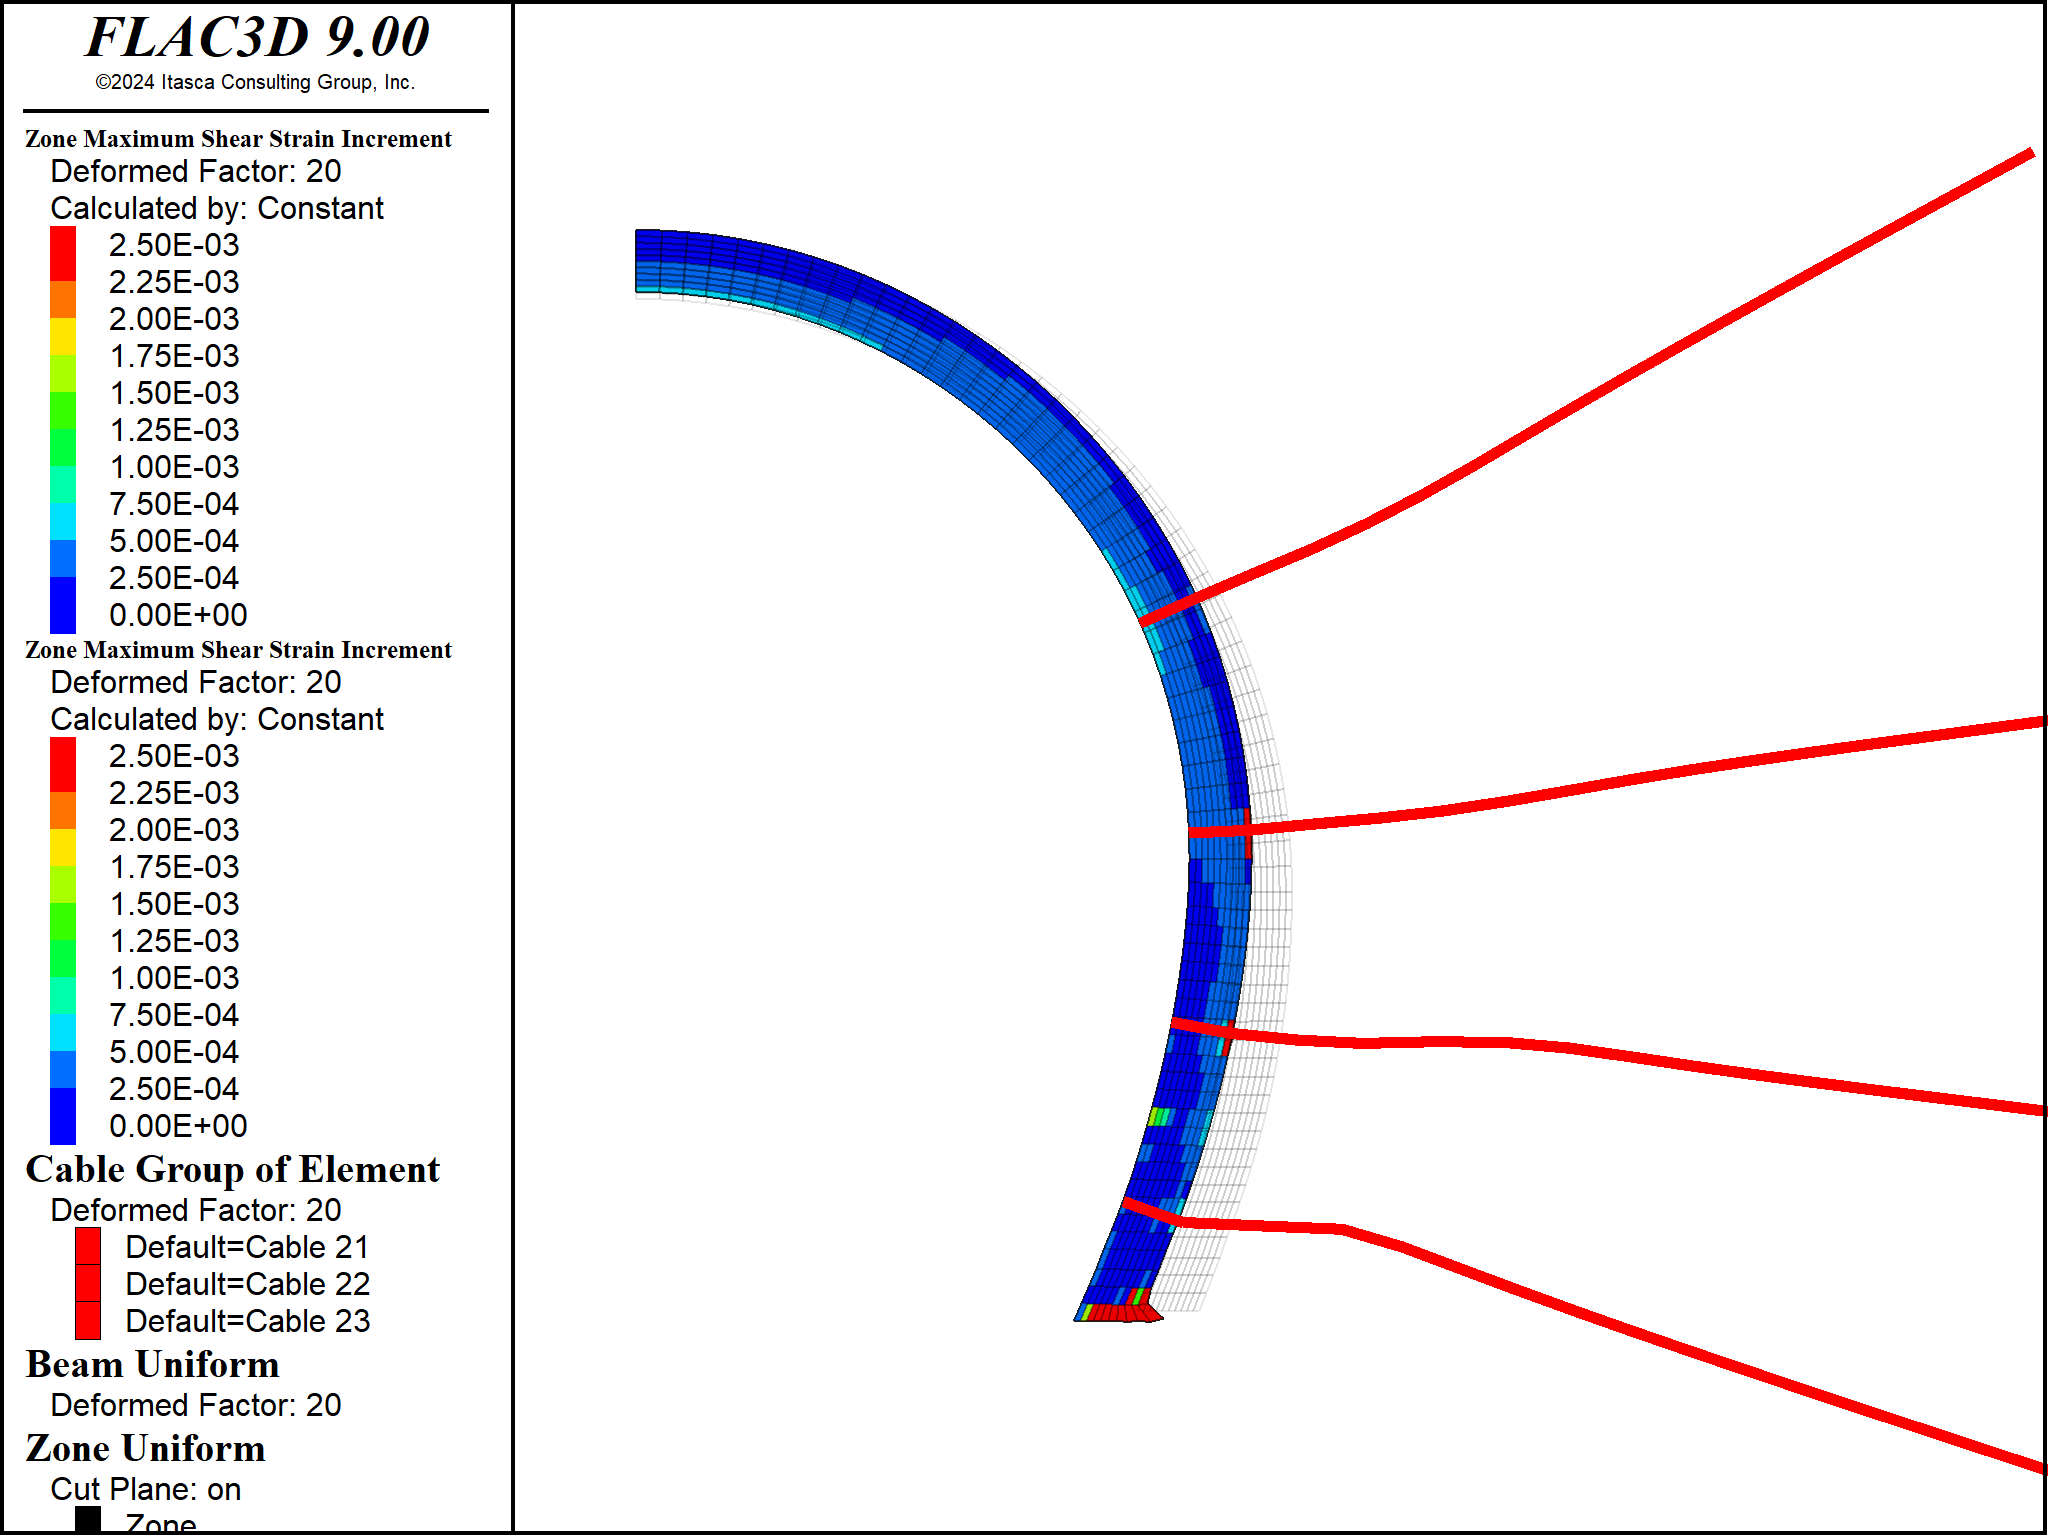 FLAC3D 9.00
©2024 Itasca Consulting Group, Inc.
Zone Maximum Shear Strain Increment
Deformed Factor: 20
Calculated by: Constant
2.50E-03
2.25E-03
2.00E-03
1.75E-03
1.50E-03
1.25E-03
1.00E-03
7.50E-04
5.00E-04
2.50E-04
0.00E+00
Zone Maximum Shear Strain Increment
Deformed Factor: 20
Calculated by: Constant
2.50E-03
2.25E-03
2.00E-03
1.75E-03
1.50E-03
1.25E-03
1.00E-03
7.50E-04
5.00E-04
2.50E-04
0.00E+00
Cable Group of Element
Deformed Factor: 20
Default=Cable 21
Default=Cable 22
Default=Cable 23
Beam Uniform
Deformed Factor: 20
Zone Uniform
Cut Plane: on
Zone